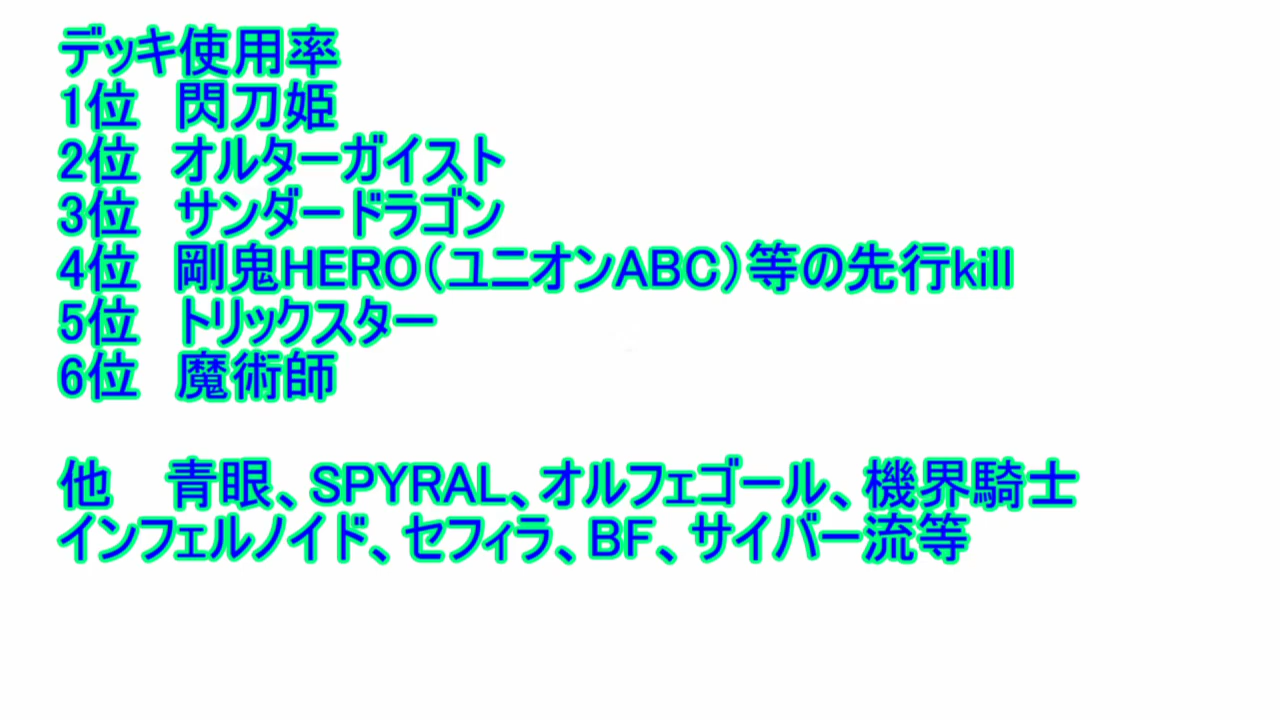 デッキ使用率
1位　閃刀姫
2位　オルターガイスト
3位　サンダードラゴン
4位　剛鬼HERO（ユニオンABC）等の先行kill
5位　トリックスター
6位　魔術師
他　青眼、SPYRAL、オルフェゴール、機界騎士
インフェルノイド、セフィラ、BF、サイバー流等